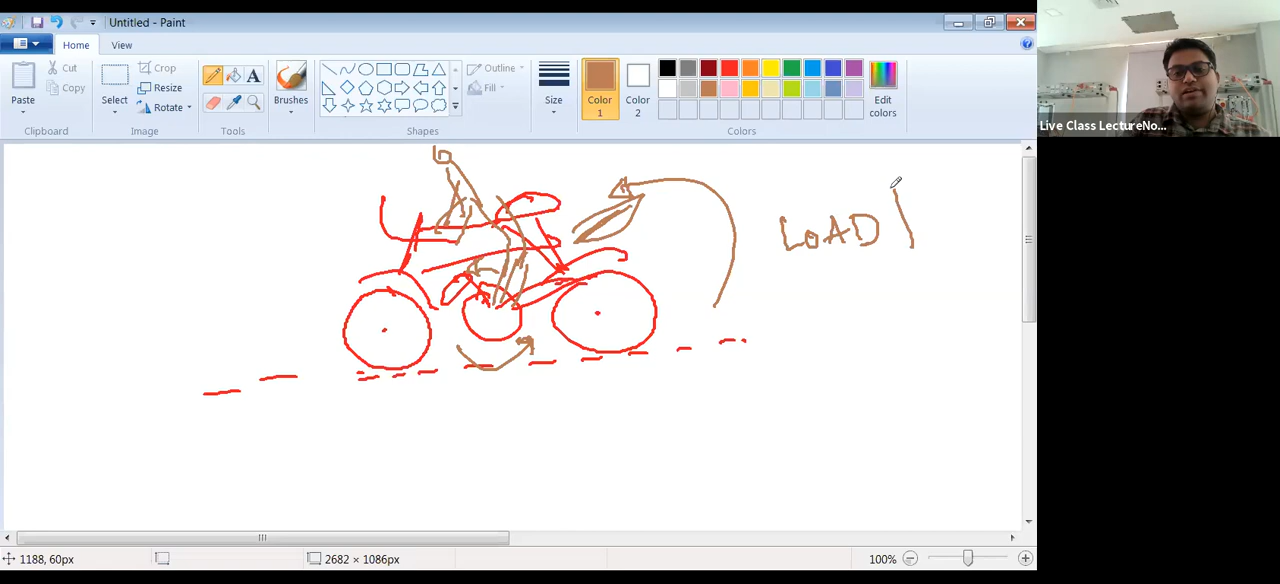 Untitled - Paint
Home View
Cut
Copy
Paste
Clipboard
Crop
Resize
Rotate
Select
Image
Tools
Brushes
Outline
Fill
Shapes
Size
Color 1
Color 2
Edit colors
Colors
Live Class LectureNo...
LOAD
1188, 60px
2682 × 1086px
100%